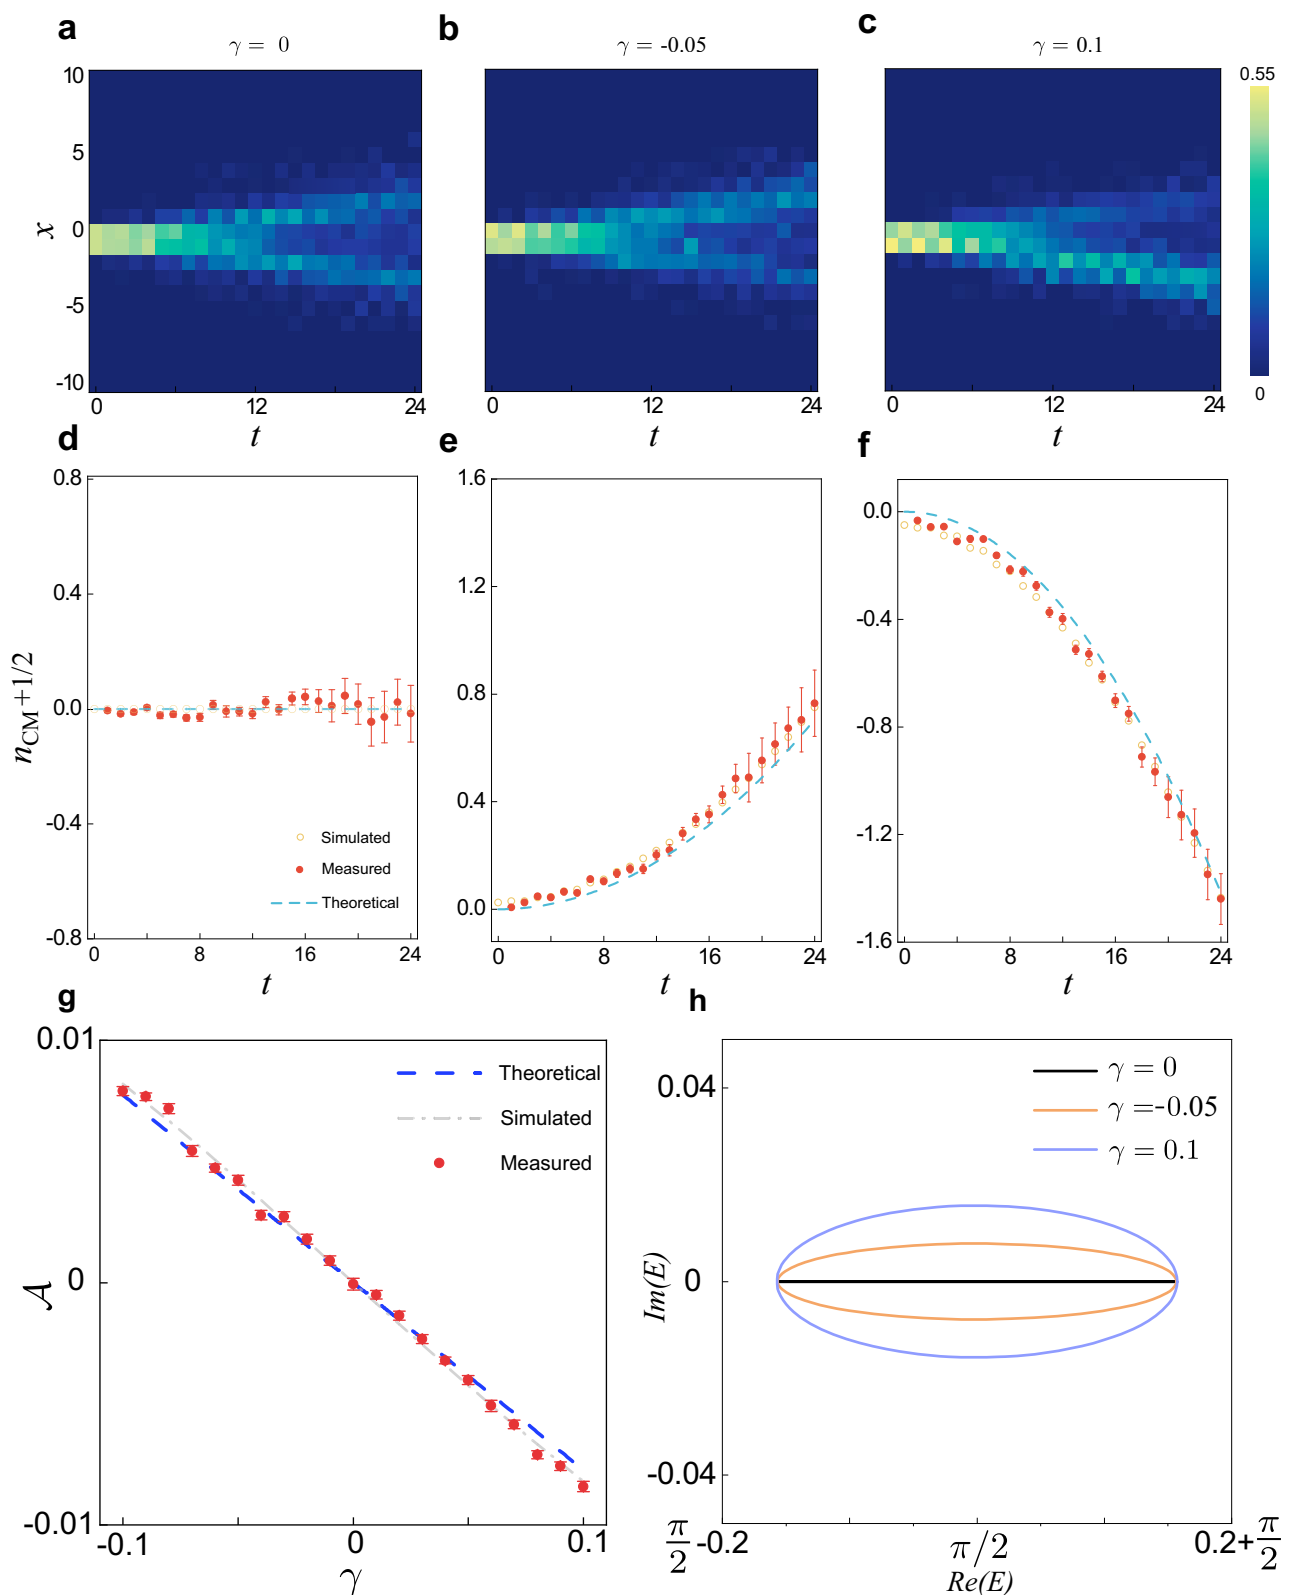 a
γ = 0
b
γ = -0.05
c
γ = 0.1
10
5
0
-5
-10
x
0
12
24
t
0
12
24
t
0
12
24
t
0.55
0
d
0.8
0.4
0.0
-0.4
-0.8
n_CM+1/2
Simulated
Measured
Theoretical
0
8
16
24
t
e
1.6
1.2
0.8
0.4
0.0
0
8
16
24
t
f
0.0
-0.4
-0.8
-1.2
-1.6
0
8
16
24
t
g
0.01
0
-0.01
𝒜
Theoretical
Simulated
Measured
-0.1
0
0.1
γ
h
0.04
0
-0.04
Im(E)
γ = 0
γ =-0.05
γ = 0.1
π/2 -0.2
π/2
0.2+ π/2
Re(E)